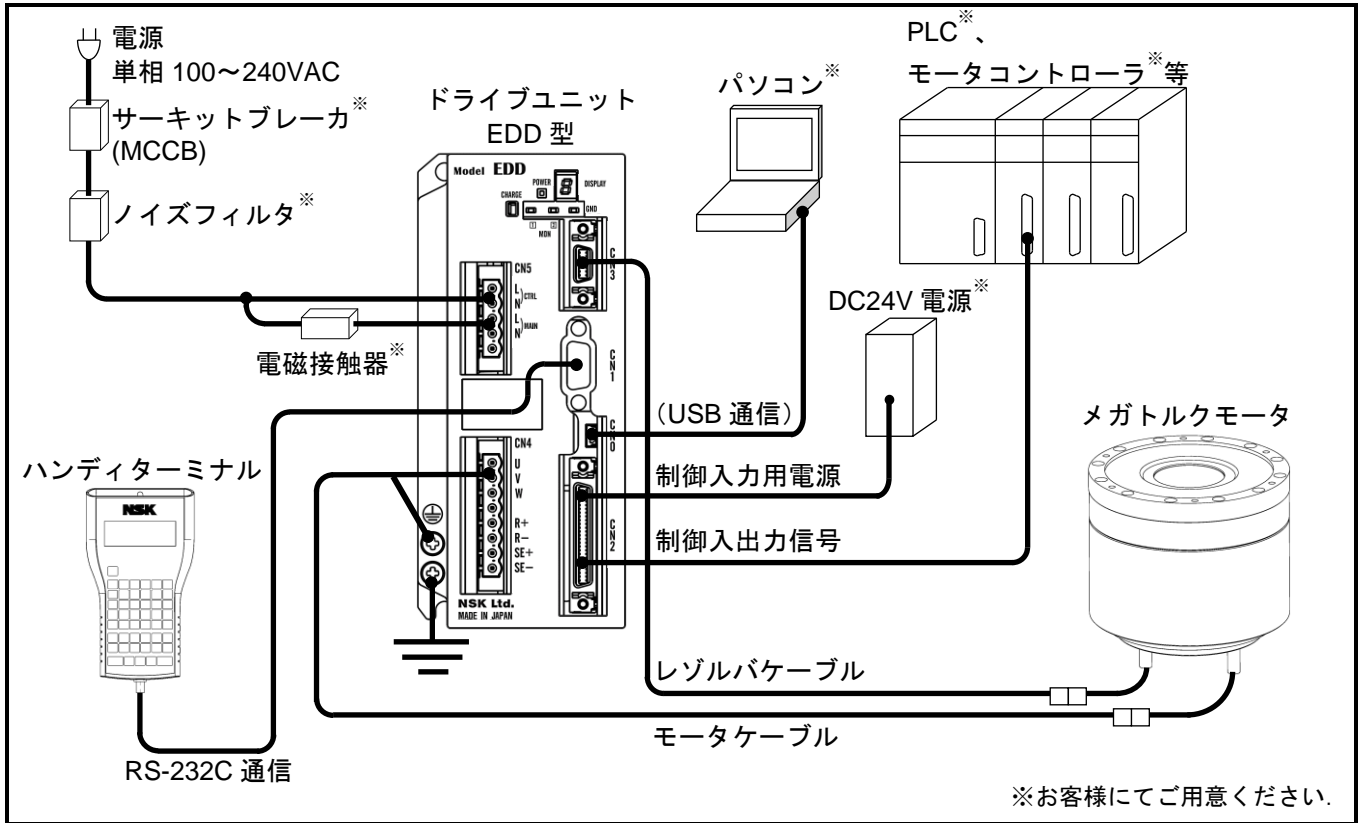 電源
単相 100～240VAC
サーキットブレーカ※
(MCCB)
ノイズフィルタ※
電磁接触器※
ドライブユニット
EDD 型
Model EDD
POWER
DISPLAY
CHARGE
GND
1 2
MON
CN3
CN5
L
N
CTRL
L
N
MAIN
CN1
CN0
CN4
U
V
W
R+
R−
SE+
SE−
CN2
NSK Ltd.
MADE IN JAPAN
パソコン※
PLC※、
モータコントローラ※等
DC24V 電源※
（USB 通信）
制御入力用電源
制御入出力信号
メガトルクモータ
ハンディターミナル
NSK
レゾルバケーブル
モータケーブル
RS-232C 通信
※お客様にてご用意ください.